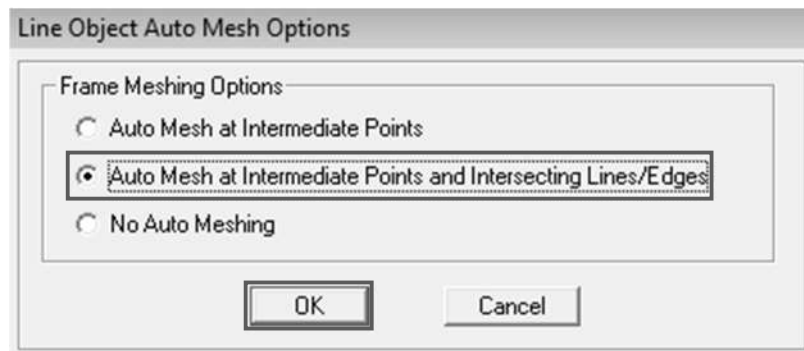 Line Object Auto Mesh Options
Frame Meshing Options
Auto Mesh at Intermediate Points
Auto Mesh at Intermediate Points and Intersecting Lines/Edges
No Auto Meshing
OK
Cancel